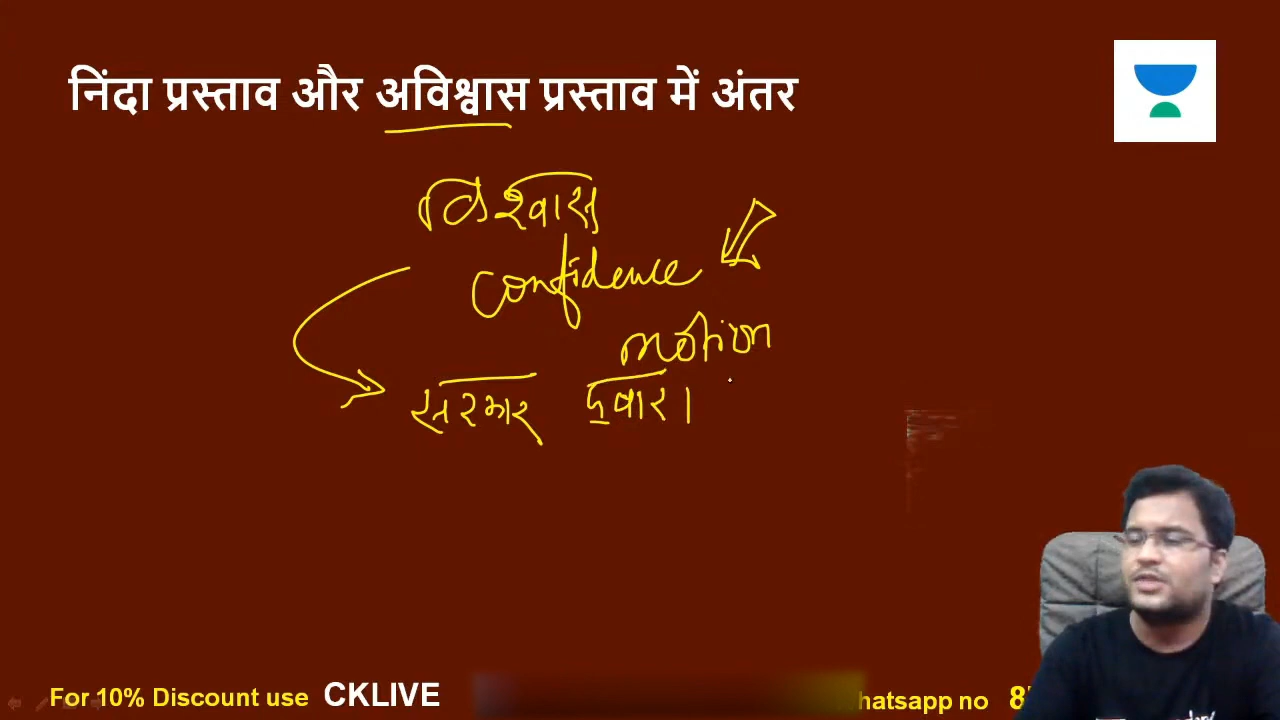 निंदा प्रस्ताव और अविश्वास प्रस्ताव में अंतर
विश्वास
confidence
motion
सरकार द्वारा
For 10% Discount use CKLIVE
hatsapp no 8